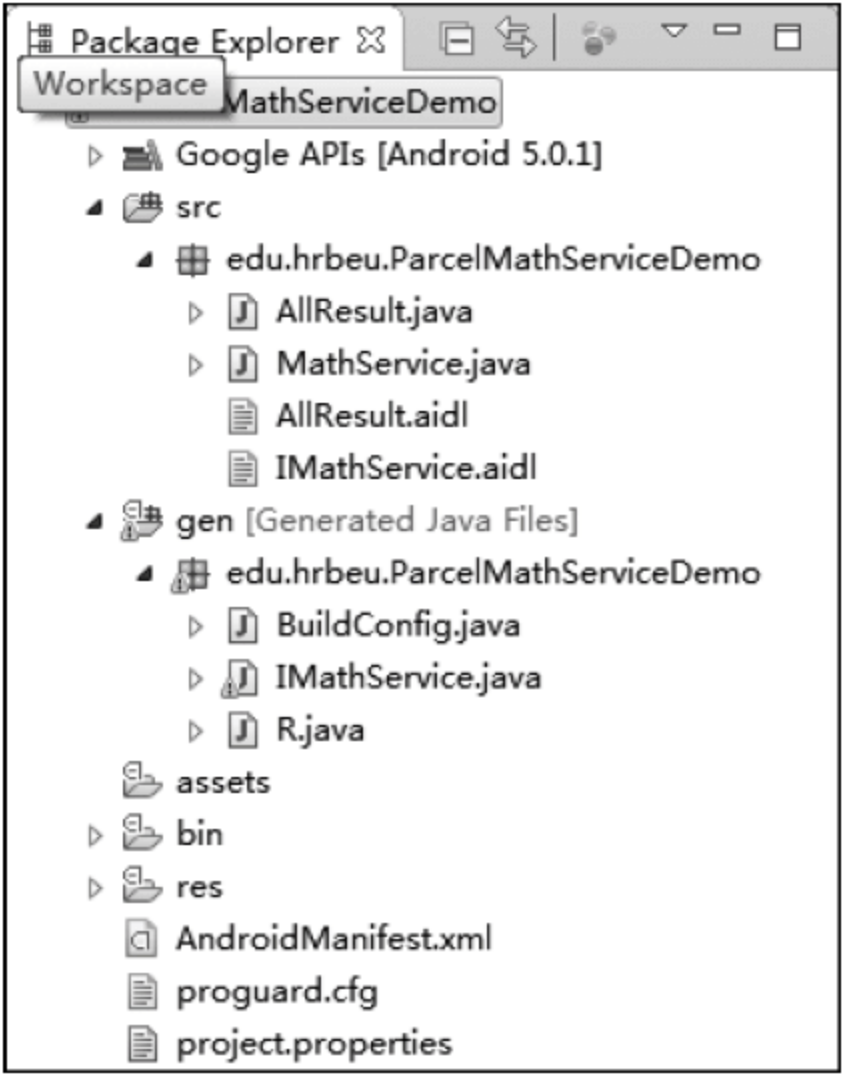 Package Explorer
Workspace
MathServiceDemo
Google APIs [Android 5.0.1]
src
edu.hrbeu.ParcelMathServiceDemo
AllResult.java
MathService.java
AllResult.aidl
IMathService.aidl
gen [Generated Java Files]
edu.hrbeu.ParcelMathServiceDemo
BuildConfig.java
IMathService.java
R.java
assets
bin
res
AndroidManifest.xml
proguard.cfg
project.properties